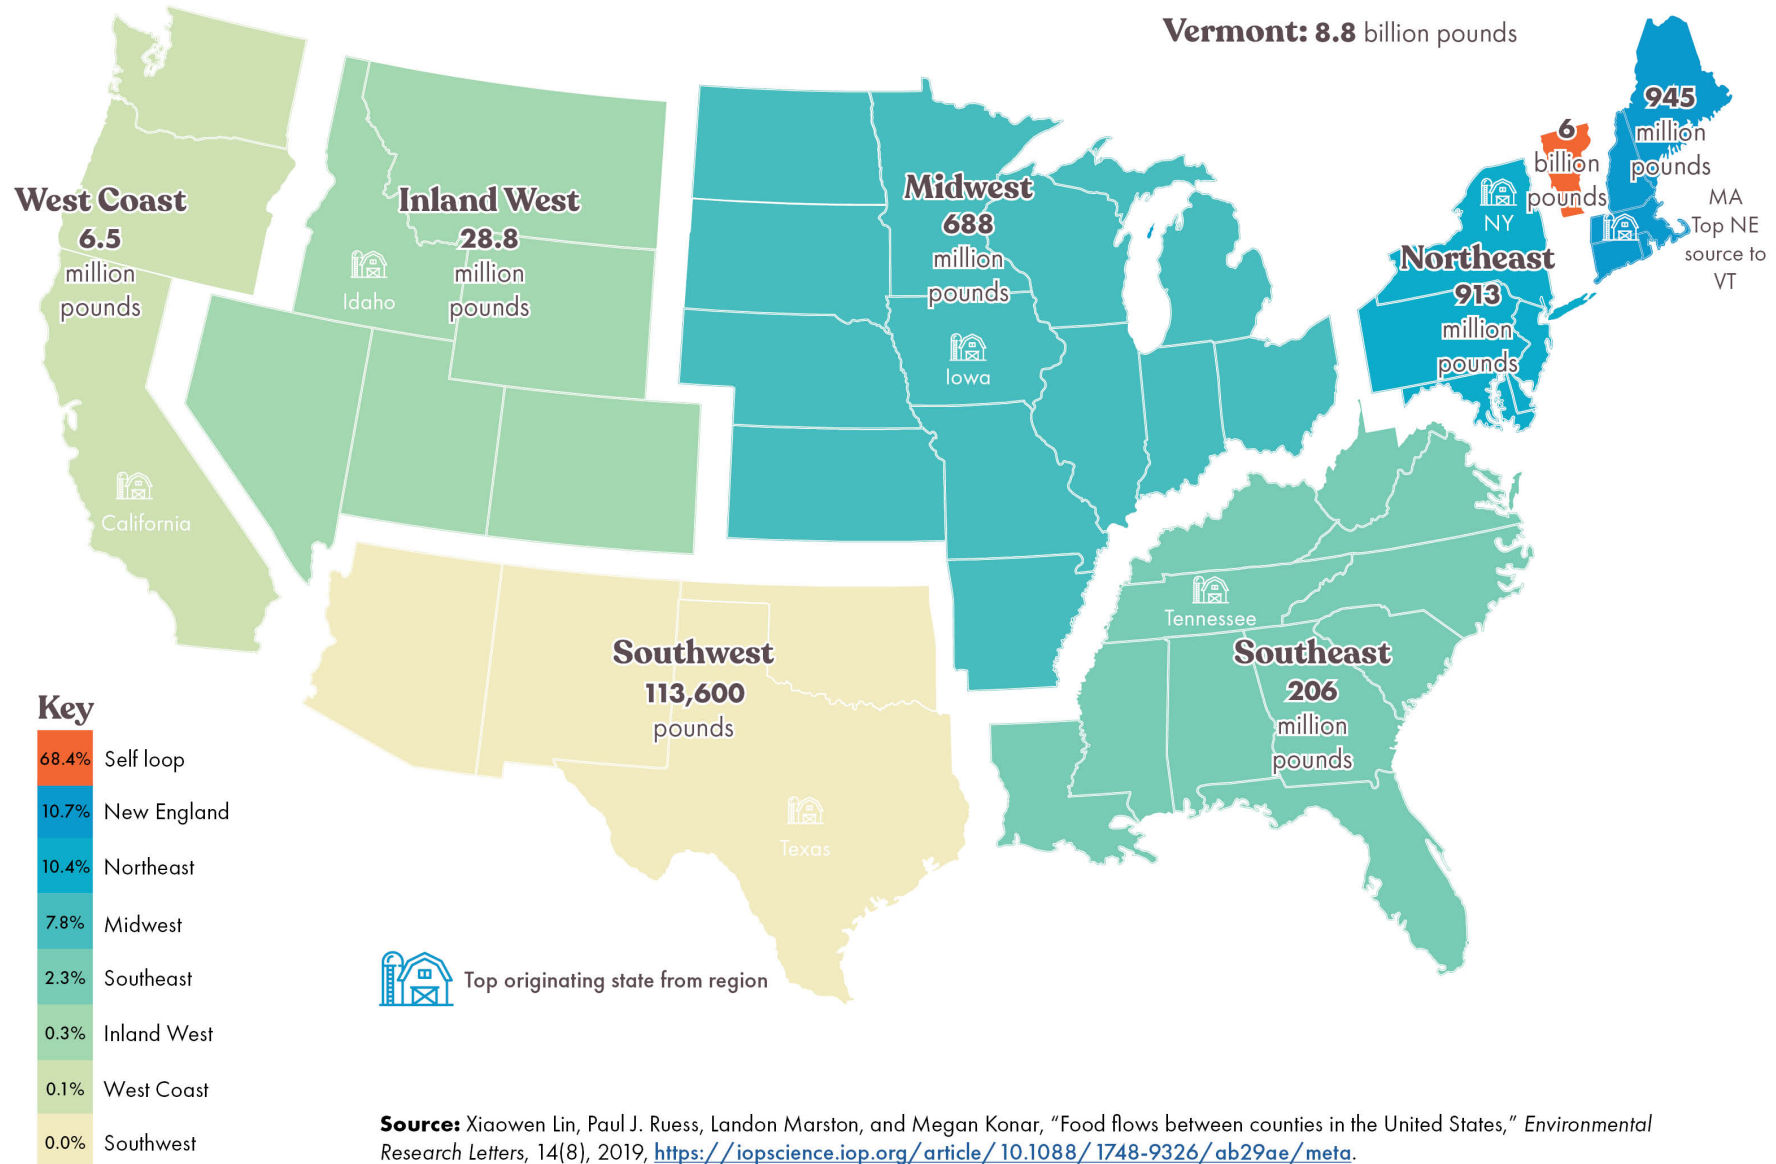 Vermont: 8.8 billion pounds
945
million
pounds
6
billion
pounds
MA
Top NE
source to
VT
NY
Northeast
913
million
pounds
West Coast
6.5
million
pounds
Inland West
28.8
million
pounds
Idaho
Midwest
688
million
pounds
Iowa
California
Tennessee
Southeast
206
million
pounds
Southwest
113,600
pounds
Texas
Key
68.4% Self loop
10.7% New England
10.4% Northeast
7.8% Midwest
2.3% Southeast
0.3% Inland West
0.1% West Coast
0.0% Southwest
Top originating state from region
Source: Xiaowen Lin, Paul J. Ruess, Landon Marston, and Megan Konar, “Food flows between counties in the United States,” Environmental
Research Letters, 14(8), 2019, https://iopscience.iop.org/article/10.1088/1748-9326/ab29ae/meta.